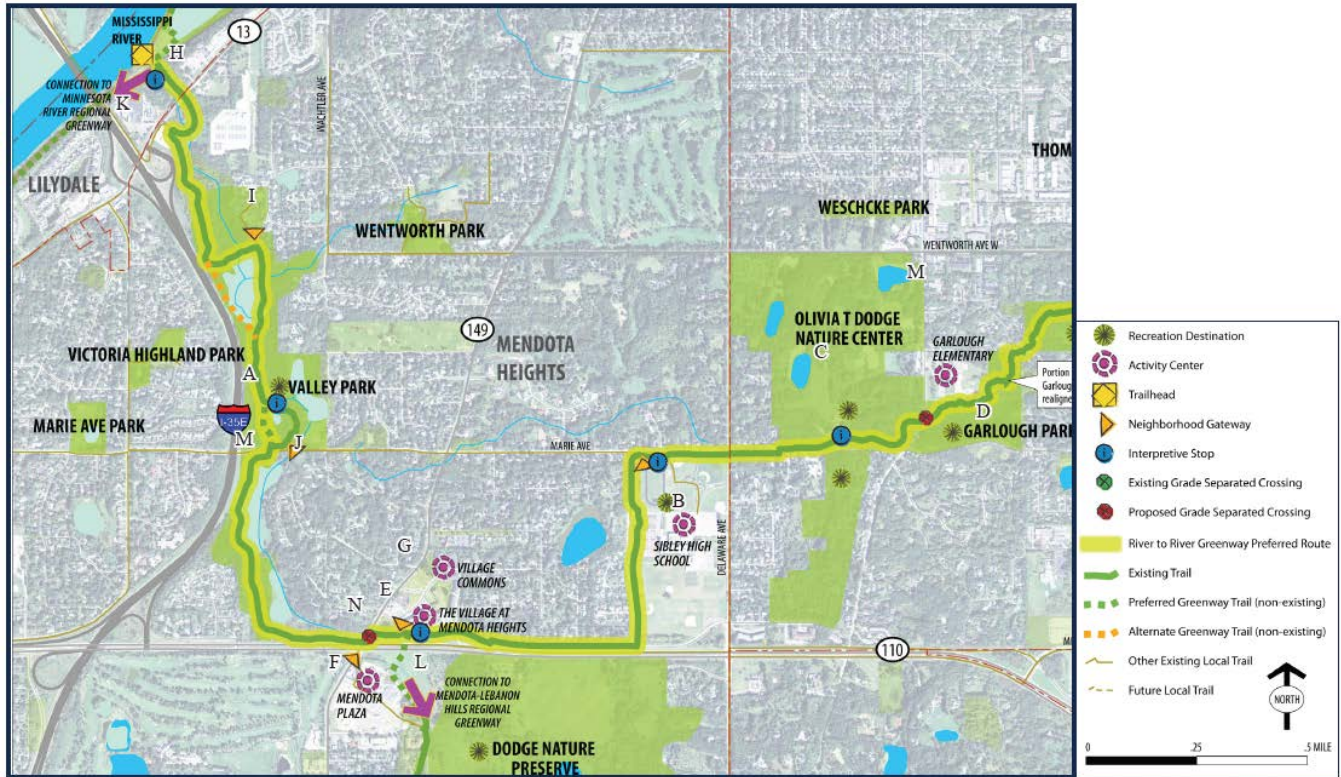 MISSISSIPPI
RIVER
H
13
CONNECTION TO
MINNESOTA
RIVER REGIONAL
GREENWAY
K
WACHTLER AVE
LILYDALE
I
WENTWORTH PARK
WESCHCKE PARK
THOM
WENTWORTH AVE W
M
OLIVIA T DODGE
NATURE CENTER
C
GARLOUGH
ELEMENTARY
149
MENDOTA
HEIGHTS
VICTORIA HIGHLAND PARK
A
VALLEY PARK
Portion
Garloug
realigne
D
GARLOUGH PARK
MARIE AVE PARK
I-35E
M
J
MARIE AVE
B
SIBLEY HIGH
SCHOOL
DELAWARE AVE
G
VILLAGE
COMMONS
E
N
THE VILLAGE AT
MENDOTA HEIGHTS
110
F
L
MENDOTA
PLAZA
CONNECTION TO
MENDOTA-LEBANON
HILLS REGIONAL
GREENWAY
DODGE NATURE
PRESERVE
Recreation Destination
Activity Center
Trailhead
Neighborhood Gateway
i Interpretive Stop
Existing Grade Separated Crossing
Proposed Grade Separated Crossing
River to River Greenway Preferred Route
Existing Trail
Preferred Greenway Trail (non-existing)
Alternate Greenway Trail (non-existing)
Other Existing Local Trail
Future Local Trail
NORTH
0 .25 .5 MILE